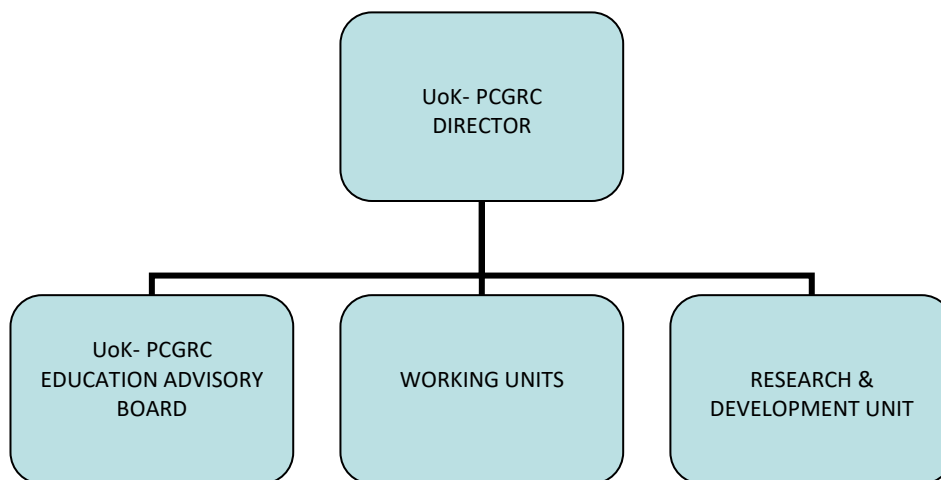 UoK- PCGRC
DIRECTOR
UoK- PCGRC
EDUCATION ADVISORY
BOARD
WORKING UNITS
RESEARCH &
DEVELOPMENT UNIT